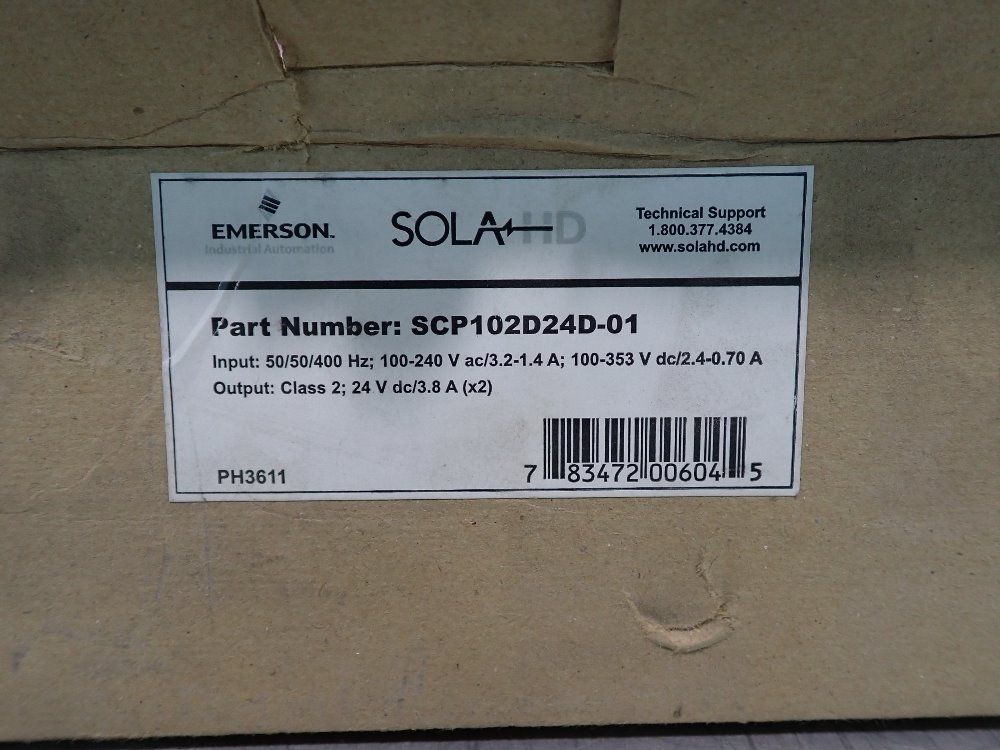 EMERSON.
Industrial Automation
SOLA HD
Technical Support
1.800.377.4384
www.solahd.com
Part Number: SCP102D24D-01
Input: 50/50/400 Hz; 100-240 V ac/3.2-1.4 A; 100-353 V dc/2.4-0.70 A
Output: Class 2; 24 V dc/3.8 A (x2)
PH3611
7 83472 00604 5